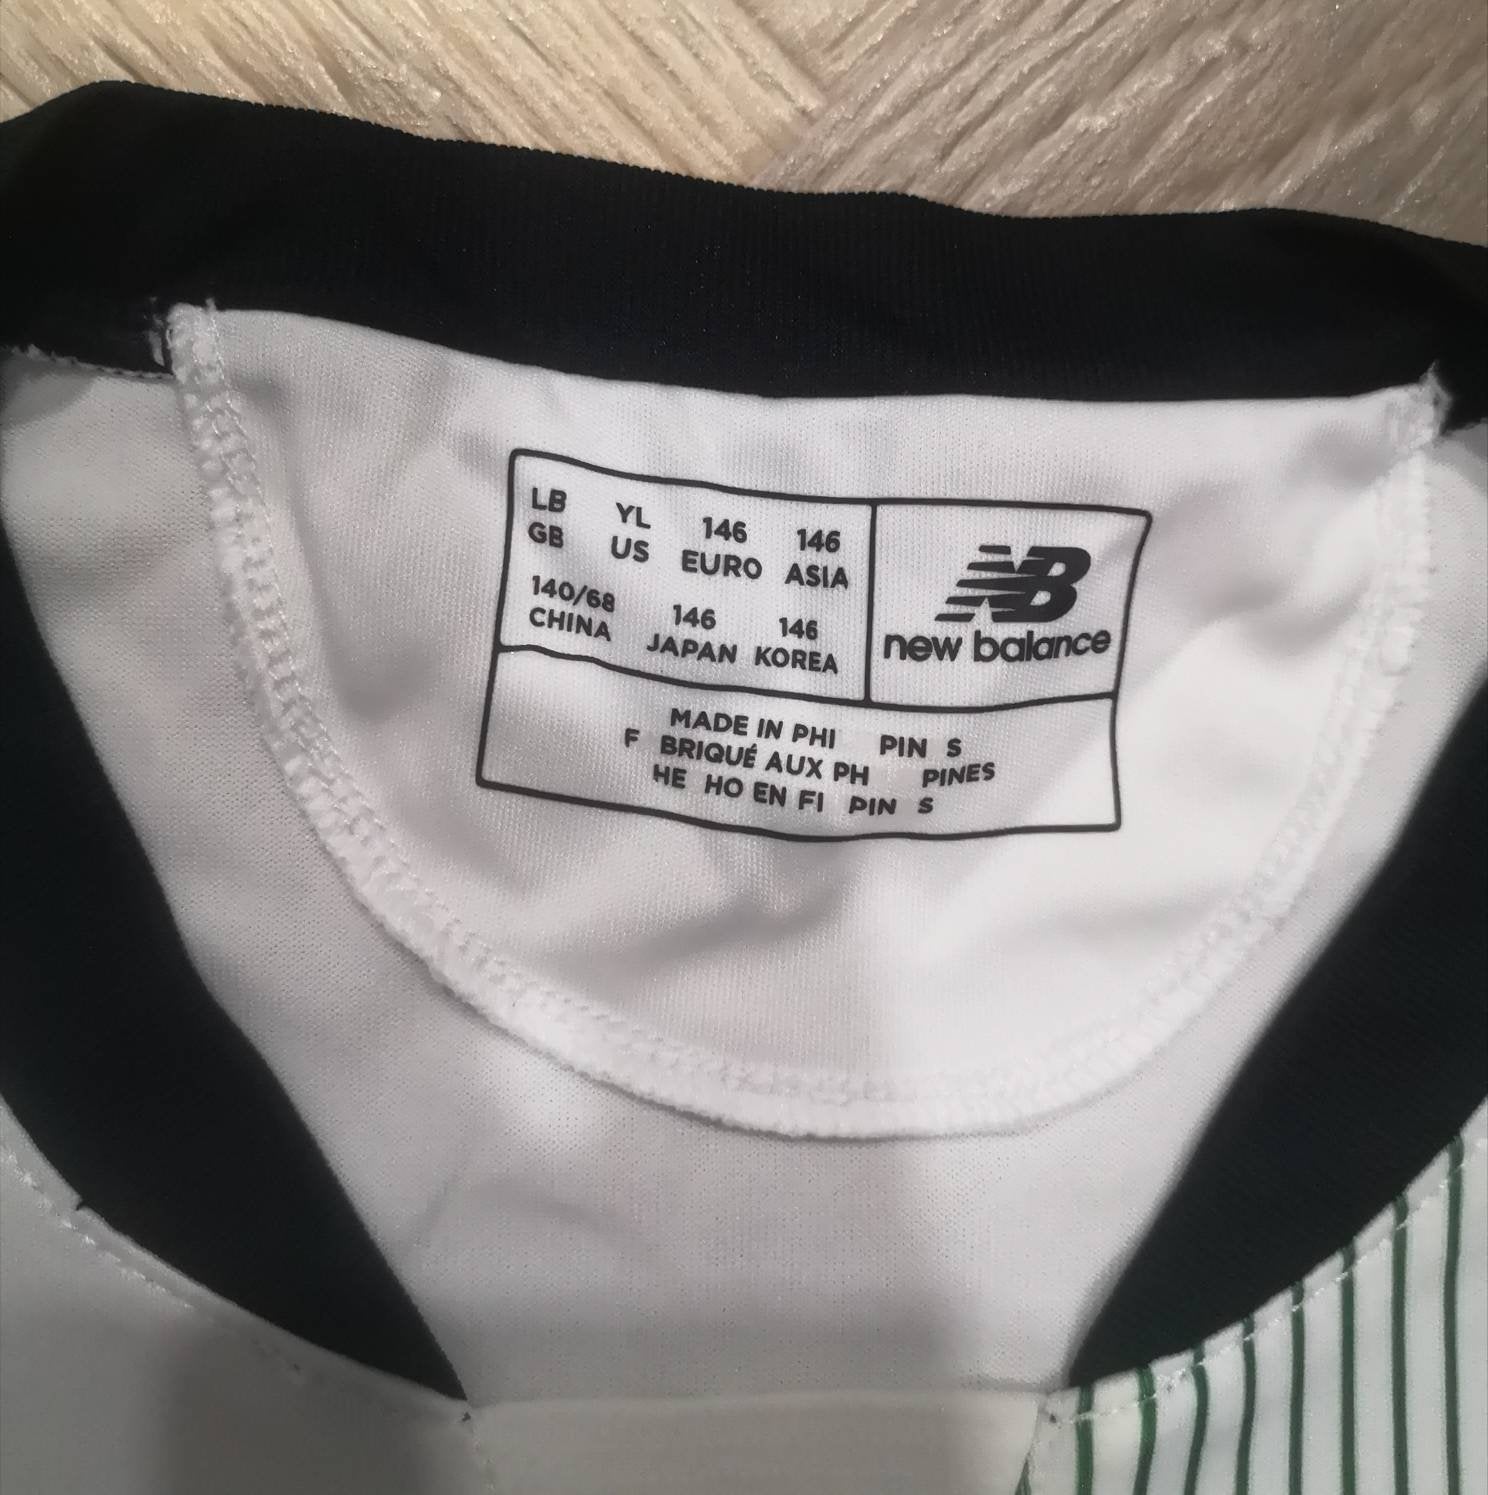 LB YL 146 146
GB US EURO ASIA
140/68 146 146
CHINA JAPAN KOREA
NB
new balance
MADE IN PHI PIN S
F BRIQUÉ AUX PH PINES
HE HO EN FI PIN S